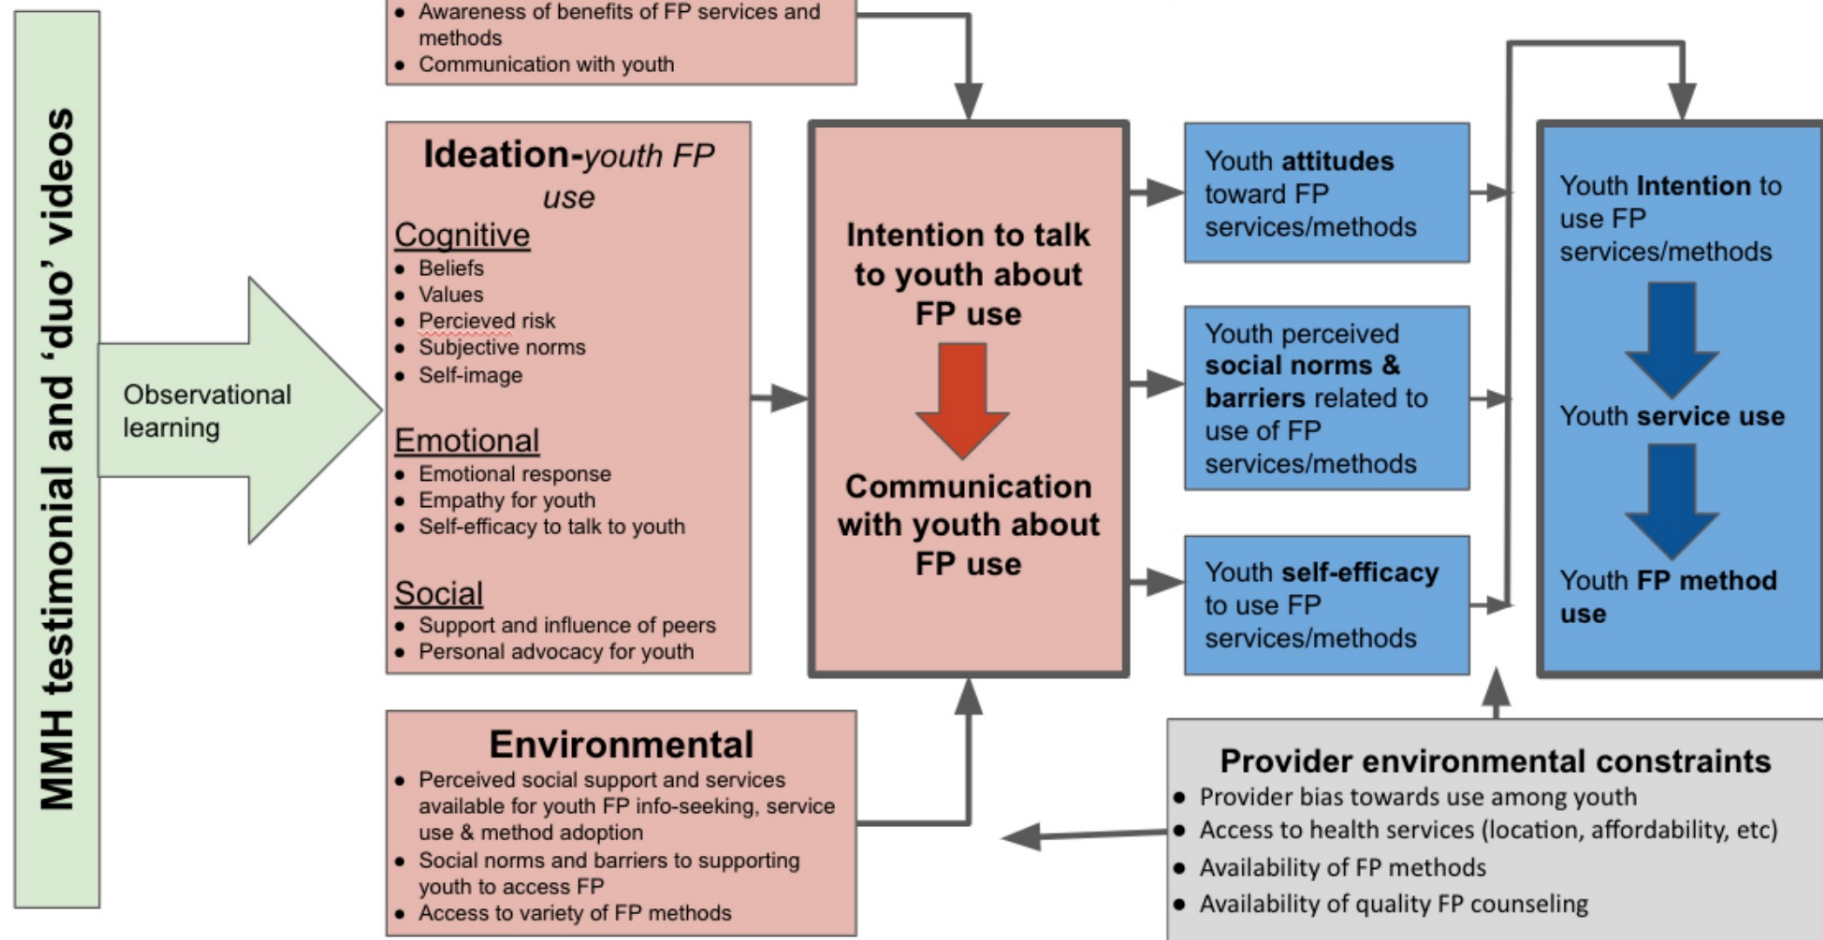 MMH testimonial and ‘duo’ videos
Observational
learning
● Awareness of benefits of FP services and
methods
● Communication with youth
Ideation-youth FP
use
Cognitive
● Beliefs
● Values
● Percieved risk
● Subjective norms
● Self-image
Emotional
● Emotional response
● Empathy for youth
● Self-efficacy to talk to youth
Social
● Support and influence of peers
● Personal advocacy for youth
Environmental
● Perceived social support and services
available for youth FP info-seeking, service
use & method adoption
● Social norms and barriers to supporting
youth to access FP
● Access to variety of FP methods
Intention to talk
to youth about
FP use
Communication
with youth about
FP use
Youth attitudes
toward FP
services/methods
Youth perceived
social norms &
barriers related to
use of FP
services/methods
Youth self-efficacy
to use FP
services/methods
Youth Intention to
use FP
services/methods
Youth service use
Youth FP method
use
Provider environmental constraints
● Provider bias towards use among youth
● Access to health services (location, affordability, etc)
● Availability of FP methods
● Availability of quality FP counseling